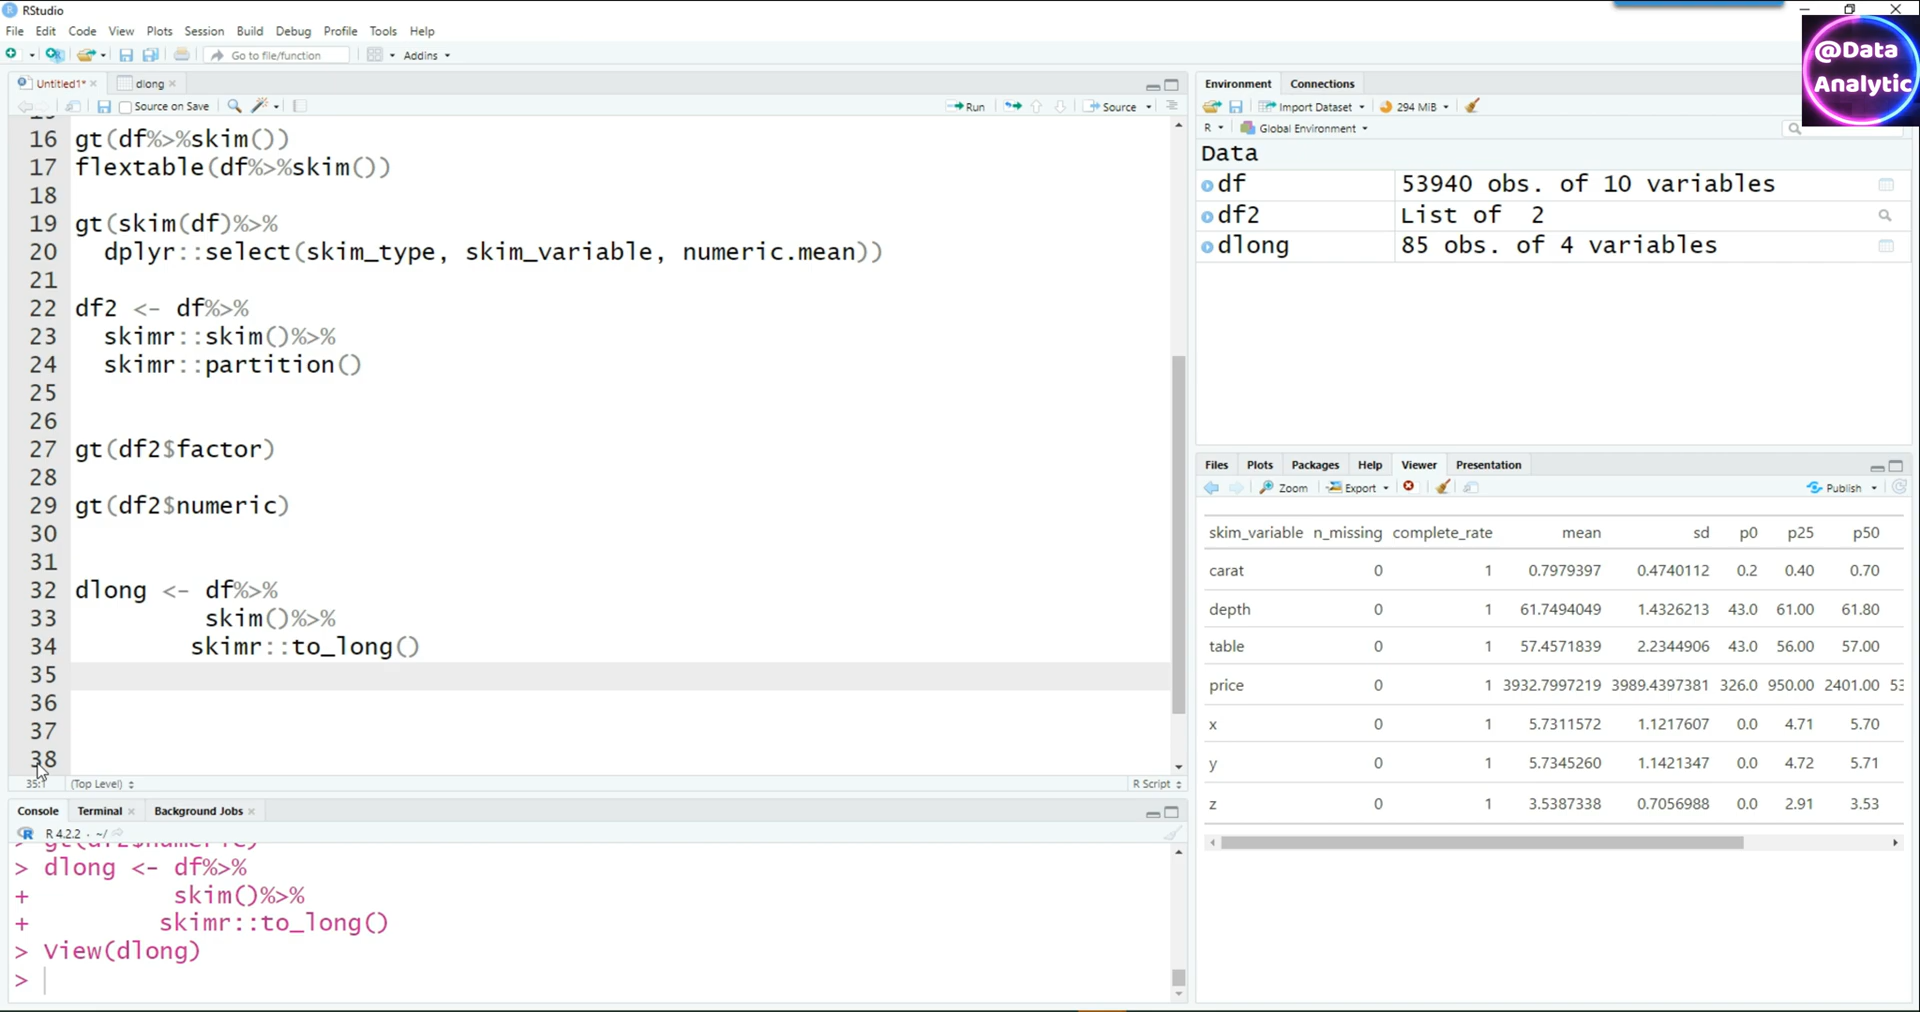 RStudio
File Edit Code View Plots Session Build Debug Profile Tools Help
Go to file/function Addins
@Data
Analytic
Untitled1* dlong
Source on Save Run Source
16 gt(df%>%skim())
17 flextable(df%>%skim())
18
19 gt(skim(df)%>%
20 dplyr::select(skim_type, skim_variable, numeric.mean))
21
22 df2 <- df%>%
23 skimr::skim()%>%
24 skimr::partition()
25
26
27 gt(df2$factor)
28
29 gt(df2$numeric)
30
31
32 dlong <- df%>%
33 skim()%>%
34 skimr::to_long()
35
36
37
38
35:1 (Top Level) R Script
Console Terminal Background Jobs
R 4.2.2 · ~/
> gt(df2$numeric)
> dlong <- df%>%
+ skim()%>%
+ skimr::to_long()
> View(dlong)
>
Environment Connections
Import Dataset 294 MiB
R Global Environment
Data
df 53940 obs. of 10 variables
df2 List of 2
dlong 85 obs. of 4 variables
Files Plots Packages Help Viewer Presentation
Zoom Export Publish
skim_variable n_missing complete_rate mean sd p0 p25 p50
carat 0 1 0.7979397 0.4740112 0.2 0.40 0.70
depth 0 1 61.7494049 1.4326213 43.0 61.00 61.80
table 0 1 57.4571839 2.2344906 43.0 56.00 57.00
price 0 1 3932.7997219 3989.4397381 326.0 950.00 2401.00 53
x 0 1 5.7311572 1.1217607 0.0 4.71 5.70
y 0 1 5.7345260 1.1421347 0.0 4.72 5.71
z 0 1 3.5387338 0.7056988 0.0 2.91 3.53